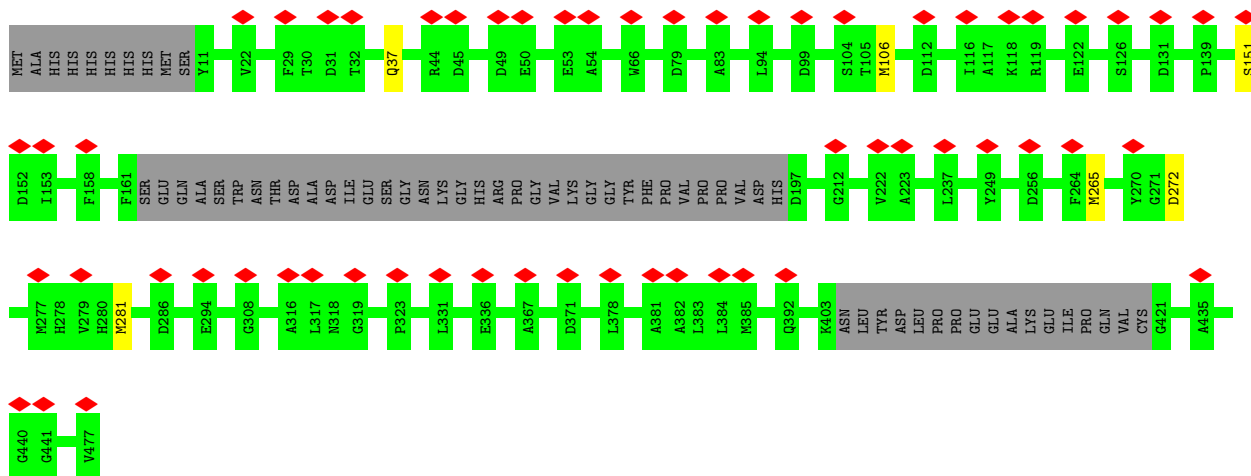 MET ALA HIS HIS HIS HIS HIS HIS MET SER Y11 V22 F29 T30 D31 T32 Q37 R44 D45 D49 E50 E53 A54 W66 D79 A83 L94 D99 S104 T105 M106 D112 I116 A117 K118 R119 E122 S126 D131 P139 S151
D152 I153 F158 F161 SER GLU GLN ALA SER TRP ASN THR ASP ALA ASP ILE GLU SER GLY ASN LYS GLY HIS ARG PRO GLY VAL LYS GLY GLY TYR PHE PRO VAL PRO PRO VAL ASP HIS D197 G212 V222 A223 L237 Y249 D256 F264 M265 Y270 G271 D272
M277 H278 V279 H280 M281 D286 E294 G308 A316 L317 N318 G319 P323 L331 E336 A367 D371 L378 A381 A382 L383 L384 M385 Q392 K403 ASN LEU TYR ASP LEU PRO PRO GLU GLU ALA LYS GLU ILE PRO GLN VAL CYS G421 A435
G440 G441 V477